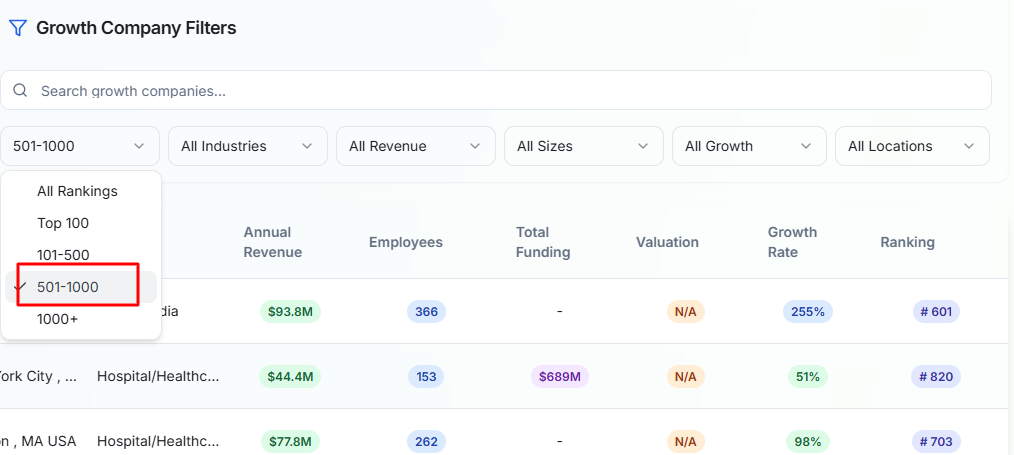 Growth Company Filters
Search growth companies...
501-1000 All Industries All Revenue All Sizes All Growth All Locations
All Rankings
Top 100
101-500
501-1000
1000+
Annual Revenue Employees Total Funding Valuation Growth Rate Ranking
dia $93.8M 366 - N/A 255% # 601
York City , ... Hospital/Healthc... $44.4M 153 $689M N/A 51% # 820
on , MA USA Hospital/Healthc... $77.8M 262 - N/A 98% # 703